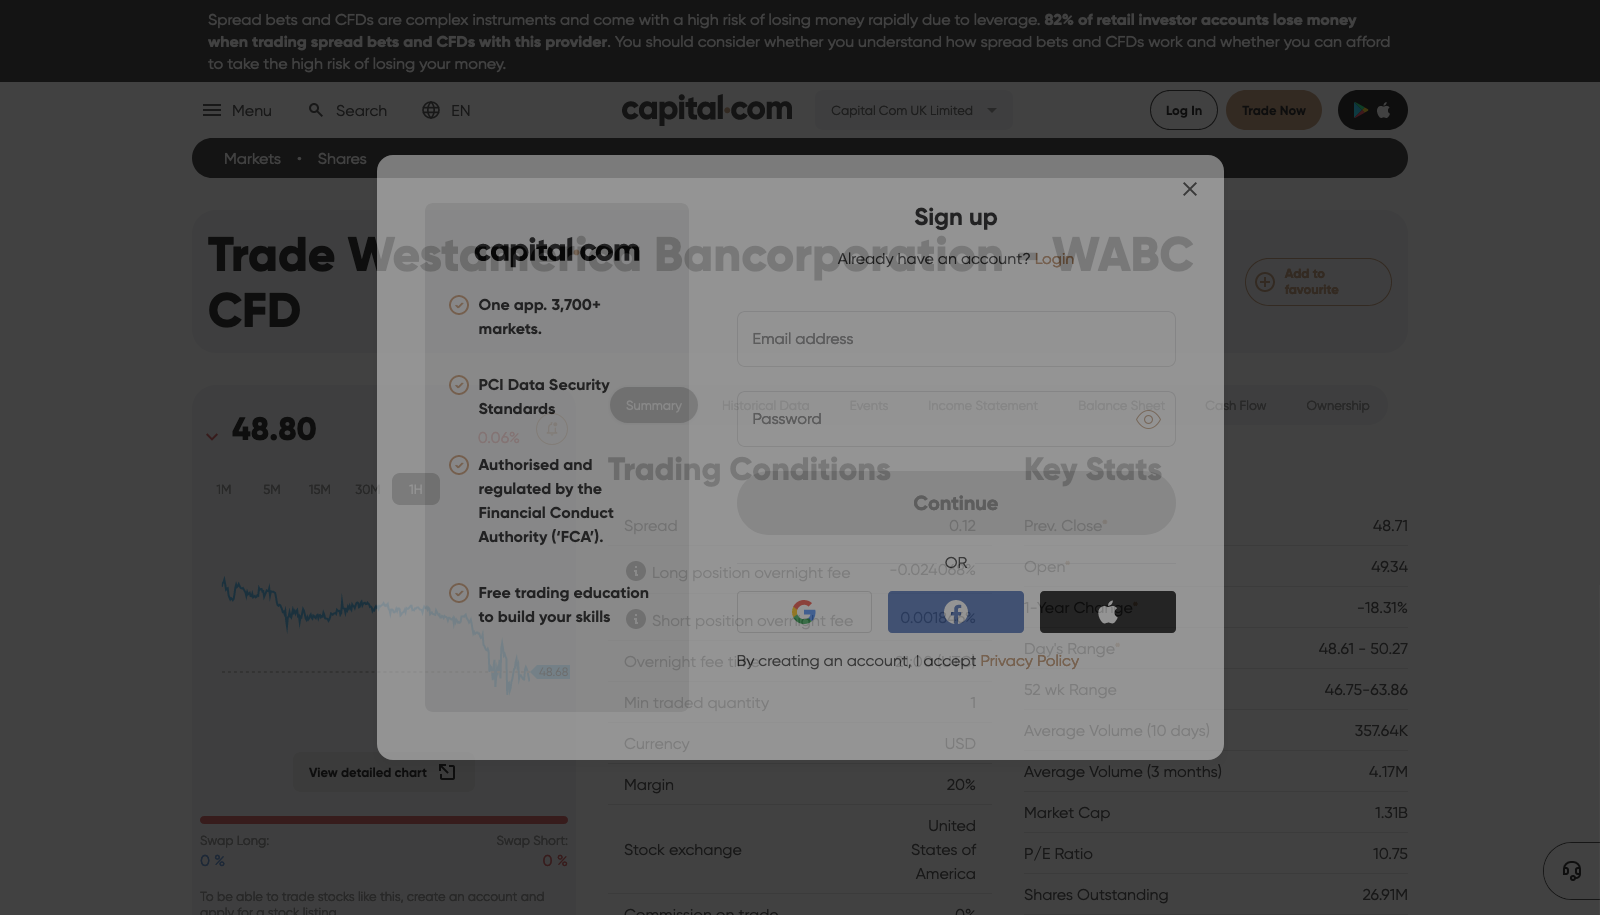 Spread bets and CFDs are complex instruments and come with a high risk of losing money rapidly due to leverage. 82% of retail investor accounts lose money
when trading spread bets and CFDs with this provider. You should consider whether you understand how spread bets and CFDs work and whether you can afford
to take the high risk of losing your money.
Menu Search EN capital.com Capital Com UK Limited Log In Trade Now
Markets • Shares
Trade Westamerica Bancorporation - WABC
CFD
Add to
favourite
48.80
0.06%
1M 5M 15M 30M 1H
48.68
View detailed chart
Swap Long: Swap Short:
0 % 0 %
To be able to trade stocks like this, create an account and
apply for a stock listing
Summary Historical Data Events Income Statement Balance Sheet Cash Flow Ownership
Trading Conditions
Spread 0.12
Long position overnight fee
Short position overnight fee
Overnight fee
Min traded quantity 1
Currency USD
Margin 20%
Stock exchange United
States of
America
Commission on trade 0%
Key Stats
Prev. Close* 48.71
Open* 49.34
1-Year Change* -18.31%
Day's Range* 48.61 - 50.27
52 wk Range 46.75-63.86
Average Volume (10 days) 357.64K
Average Volume (3 months) 4.17M
Market Cap 1.31B
P/E Ratio 10.75
Shares Outstanding 26.91M
capital.com
One app. 3,700+
markets.
PCI Data Security
Standards
Authorised and
regulated by the
Financial Conduct
Authority (‘FCA’).
Free trading education
to build your skills
Sign up
Already have an account? Login
Email address
Password
Continue
OR
By creating an account, I accept Privacy Policy